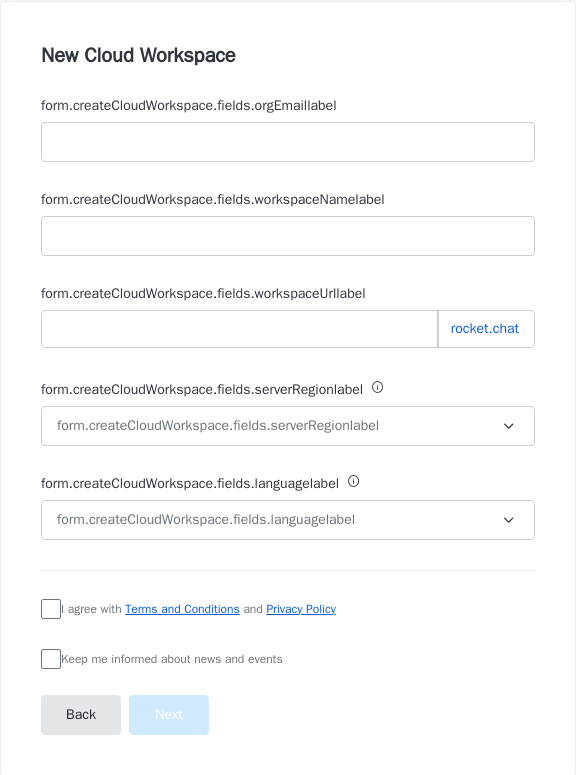 New Cloud Workspace
form.createCloudWorkspace.fields.orgEmaillabel
form.createCloudWorkspace.fields.workspaceNamelabel
form.createCloudWorkspace.fields.workspaceUrllabel
rocket.chat
form.createCloudWorkspace.fields.serverRegionlabel
form.createCloudWorkspace.fields.serverRegionlabel
form.createCloudWorkspace.fields.languagelabel
form.createCloudWorkspace.fields.languagelabel
I agree with Terms and Conditions and Privacy Policy
Keep me informed about news and events
Back Next